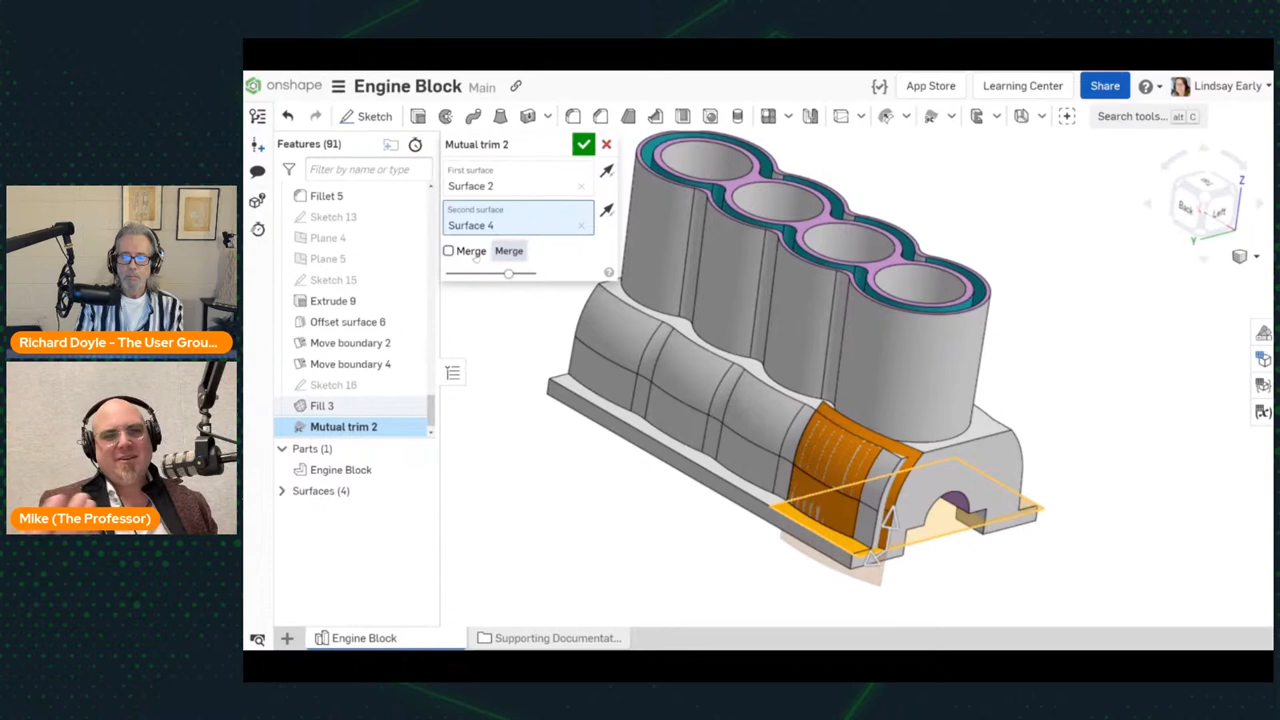 onshape
Engine Block Main
App Store
Learning Center
Share
Lindsay Early
Sketch
Search tools... alt C
Features (91)
Filter by name or type
Fillet 5
Sketch 13
Plane 4
Plane 5
Sketch 15
Extrude 9
Offset surface 6
Move boundary 2
Move boundary 4
Sketch 16
Fill 3
Mutual trim 2
Parts (1)
Engine Block
Surfaces (4)
Mutual trim 2
First surface
Surface 2
Second surface
Surface 4
Merge Merge
Z
Back
Left
Y
Richard Doyle - The User Grou...
Mike (The Professor)
Engine Block
Supporting Documentat...